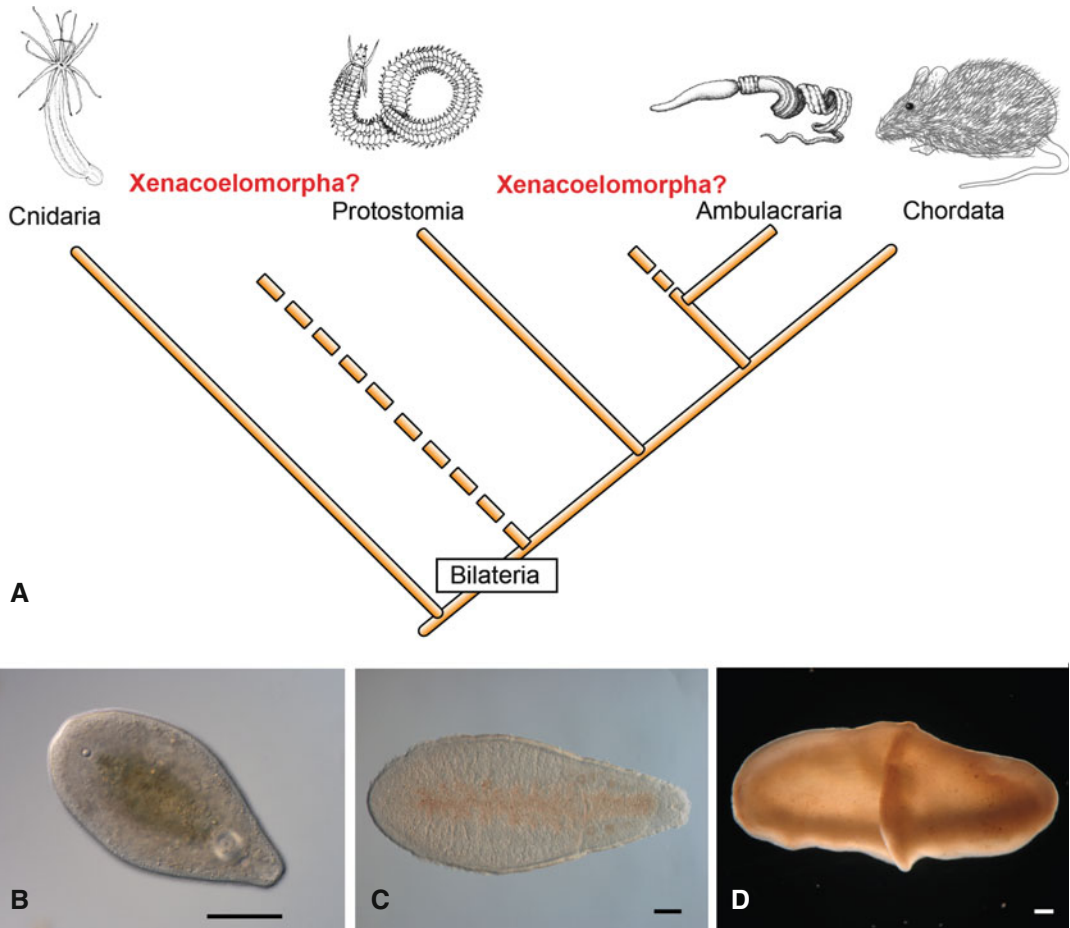 Xenacoelomorpha?
Xenacoelomorpha?
Cnidaria
Protostomia
Ambulacraria
Chordata
Bilateria
A
B
C
D